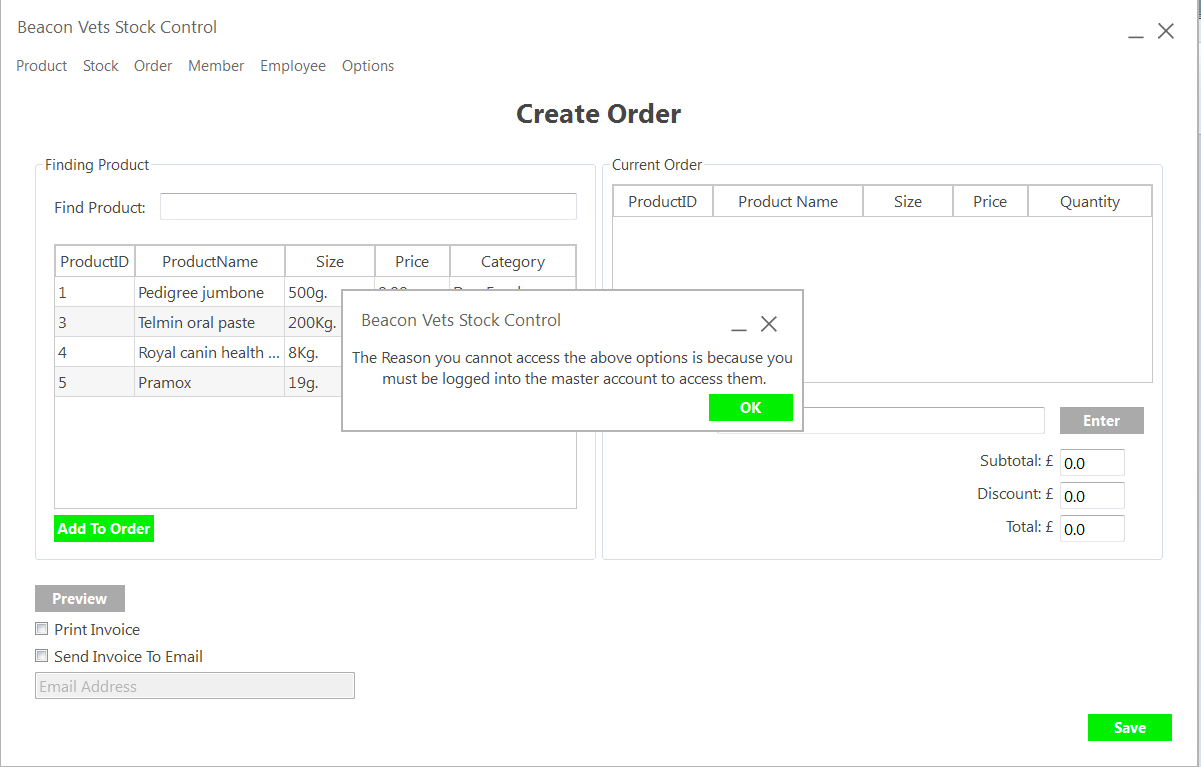 Beacon Vets Stock Control
Product Stock Order Member Employee Options
Create Order
Finding Product
Find Product:
ProductID ProductName Size Price Category
1 Pedigree jumbone 500g.
3 Telmin oral paste 200Kg.
4 Royal canin health ... 8Kg.
5 Pramox 19g.
Add To Order
Current Order
ProductID Product Name Size Price Quantity
Beacon Vets Stock Control
The Reason you cannot access the above options is because you
must be logged into the master account to access them.
OK
Enter
Subtotal: £ 0.0
Discount: £ 0.0
Total: £ 0.0
Preview
Print Invoice
Send Invoice To Email
Email Address
Save